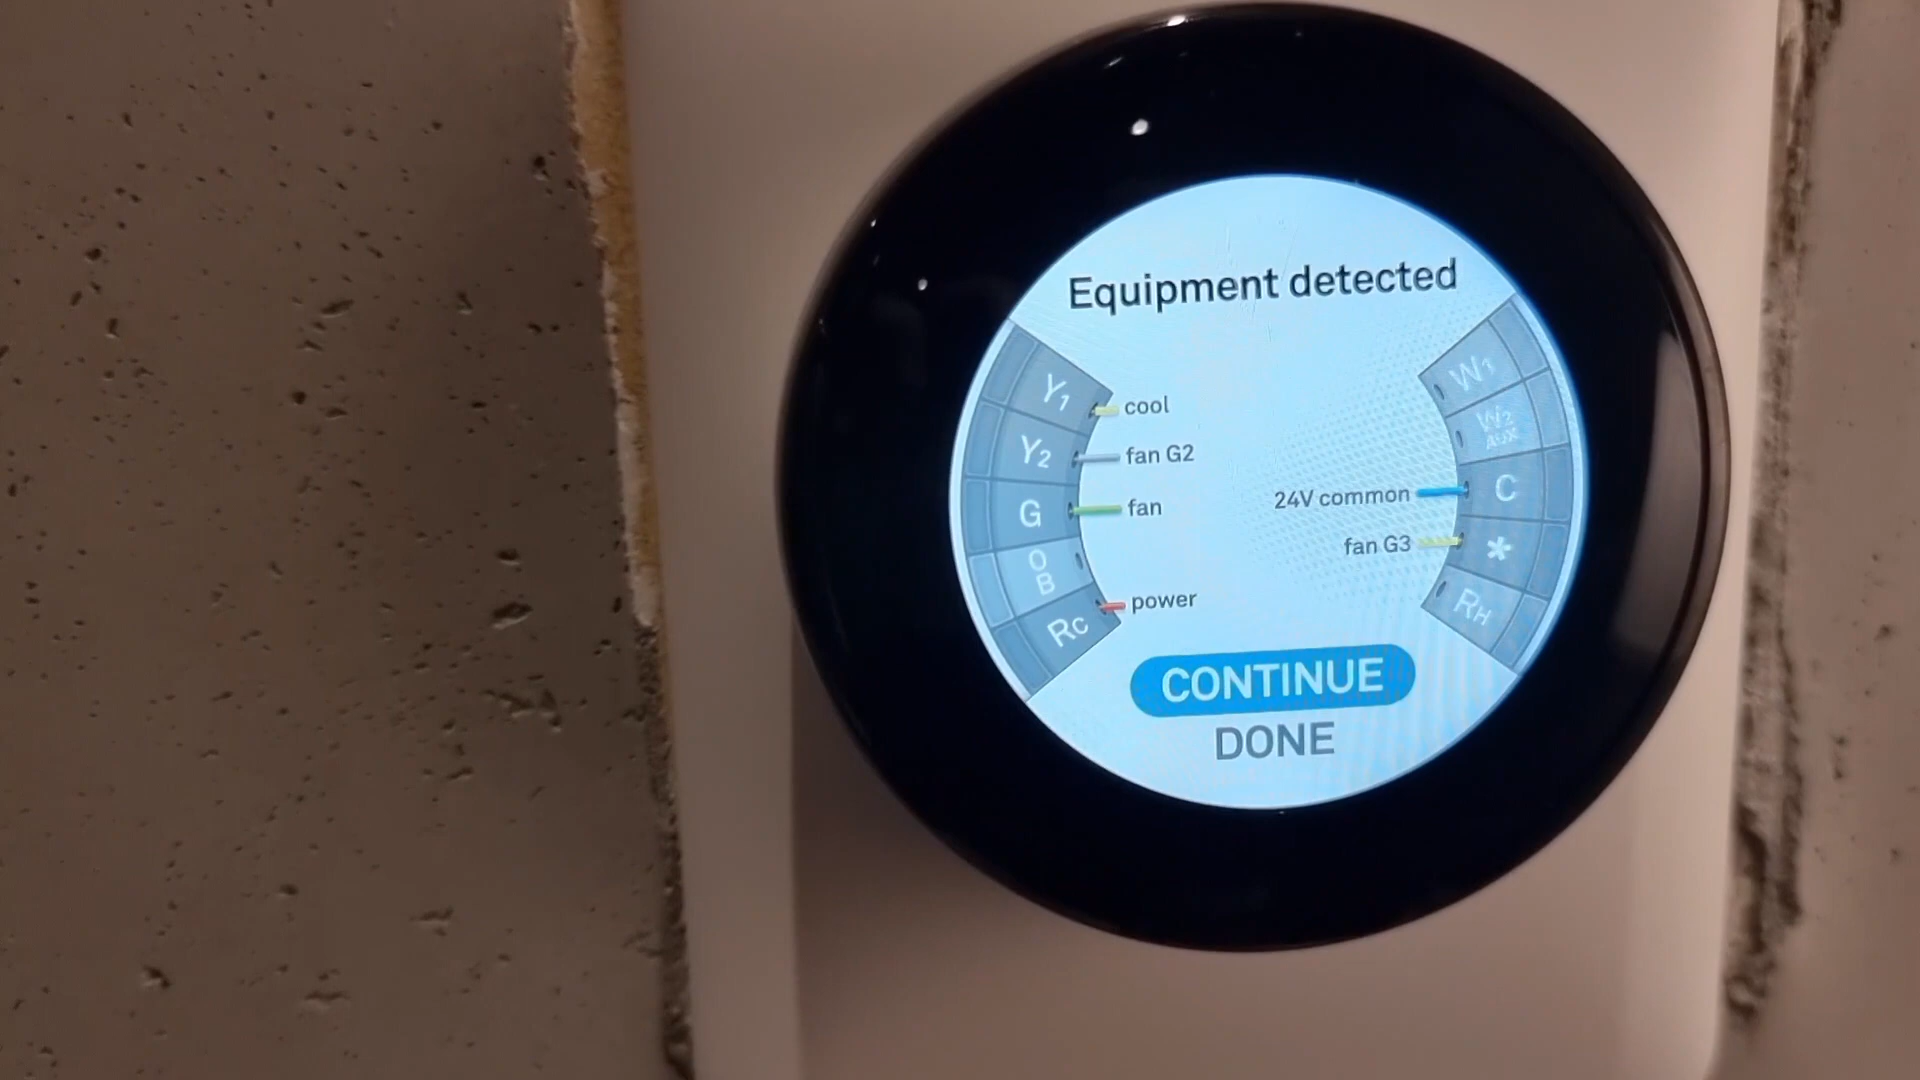 Equipment detected
Y1
cool
Y2
fan G2
G
fan
O
B
Rc
power
W1
W2
AUX
24V common
C
fan G3
*
RH
CONTINUE
DONE